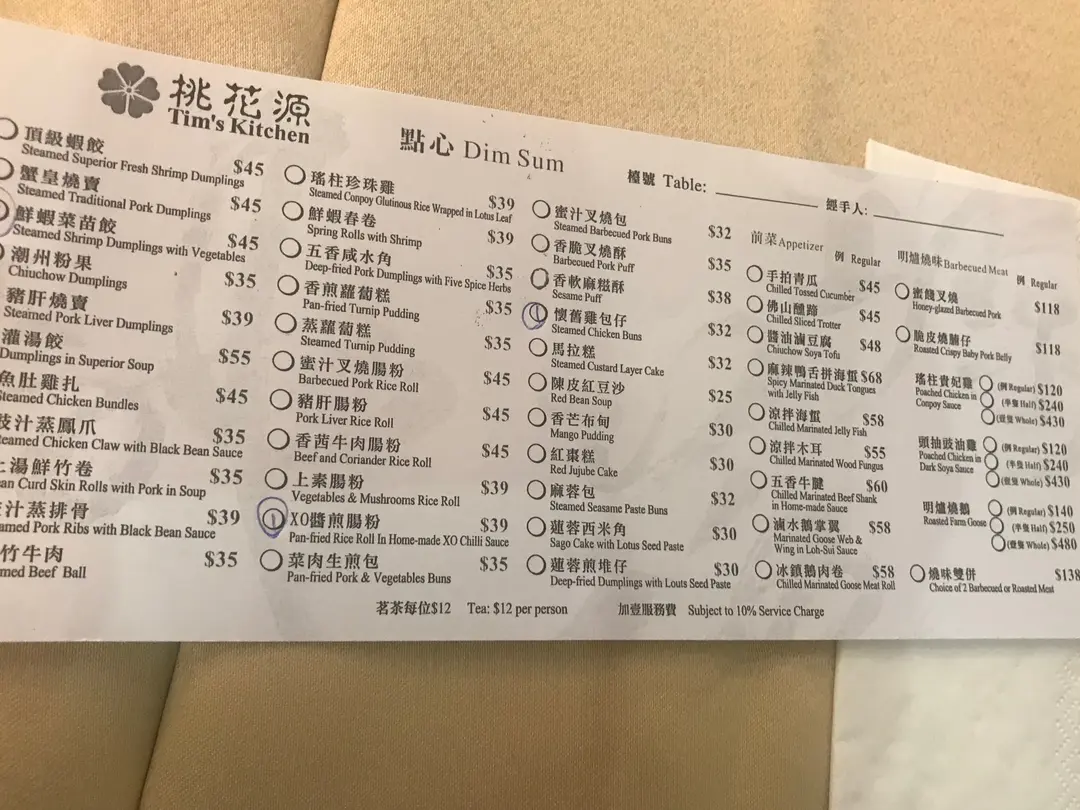 桃花源
Tim's Kitchen
點心 Dim Sum
檯號 Table:
經手人:
頂級蝦餃
Steamed Superior Fresh Shrimp Dumplings $45
蟹皇燒賣
Steamed Traditional Pork Dumplings $45
鮮蝦菜苗餃
Steamed Shrimp Dumplings with Vegetables $45
潮州粉果
Chiuchow Dumplings $35
豬肝燒賣
Steamed Pork Liver Dumplings $39
灌湯餃
Dumplings in Superior Soup $55
魚肚雞扎
Steamed Chicken Bundles $45
豉汁蒸鳳爪
Steamed Chicken Claw with Black Bean Sauce $35
上湯鮮竹卷
Bean Curd Skin Rolls with Pork in Soup $35
豉汁蒸排骨
Steamed Pork Ribs with Black Bean Sauce $39
竹牛肉
med Beef Ball $35
瑤柱珍珠雞 $39
Steamed Conpoy Glutinous Rice Wrapped in Lotus Leaf
鮮蝦春卷 $39
Spring Rolls with Shrimp
五香咸水角 $35
Deep-fried Pork Dumplings with Five Spice Herbs
香煎蘿蔔糕 $35
Pan-fried Turnip Pudding
蒸蘿蔔糕 $35
Steamed Turnip Pudding
蜜汁叉燒腸粉 $45
Barbecued Pork Rice Roll
豬肝腸粉 $45
Pork Liver Rice Roll
香茜牛肉腸粉 $45
Beef and Coriander Rice Roll
上素腸粉 $39
Vegetables & Mushrooms Rice Roll
1 XO醬煎腸粉 $39
Pan-fried Rice Roll In Home-made XO Chilli Sauce
菜肉生煎包 $35
Pan-fried Pork & Vegetables Buns
蜜汁叉燒包 $32
Steamed Barbecued Pork Buns
香脆叉燒酥 $35
Barbecued Pork Puff
香軟麻糍酥 $38
Sesame Puff
1 懷舊雞包仔 $32
Steamed Chicken Buns
馬拉糕 $32
Steamed Custard Layer Cake
陳皮紅豆沙 $25
Red Bean Soup
香芒布甸 $30
Mango Pudding
紅棗糕 $30
Red Jujube Cake
麻蓉包 $32
Steamed Seasame Paste Buns
蓮蓉西米角 $30
Sago Cake with Lotus Seed Paste
蓮蓉煎堆仔 $30
Deep-fried Dumplings with Louts Seed Paste
前菜 Appetizer 例 Regular
手拍青瓜 $45
Chilled Tossed Cucumber
佛山醺蹄 $45
Chilled Sliced Trotter
醬油滷豆腐 $48
Chiuchow Soya Tofu
麻辣鴨舌拼海蜇 $68
Spicy Marinated Duck Tongues
with Jelly Fish
涼拌海蜇 $58
Chilled Marinated Jelly Fish
涼拌木耳 $55
Chilled Marinated Wood Fungus
五香牛腱 $60
Chilled Marinated Beef Shank
in Home-made Sauce
滷水鵝掌翼 $58
Marinated Goose Web &
Wing in Loh-Sui Sauce
冰鎮鵝肉卷 $58
Chilled Marinated Goose Meat Roll
明爐燒味 Barbecued Meat 例 Regular
蜜餞叉燒 $118
Honey-glazed Barbecued Pork
脆皮燒腩仔 $118
Roasted Crispy Baby Pork Belly
瑤柱貴妃雞 (例 Regular) $120
Poached Chicken in (半隻 Half) $240
Conpoy Sauce (壹隻 Whole) $430
頭抽豉油雞 (例 Regular) $120
Poached Chicken in (半隻 Half) $240
Dark Soya Sauce (壹隻 Whole) $430
明爐燒鵝 (例 Regular) $140
Roasted Farm Goose (半隻 Half) $250
(壹隻 Whole) $480
燒味雙併 $138
Choice of 2 Barbecued or Roasted Meat
茗茶每位$12 Tea: $12 per person
加壹服務費 Subject to 10% Service Charge